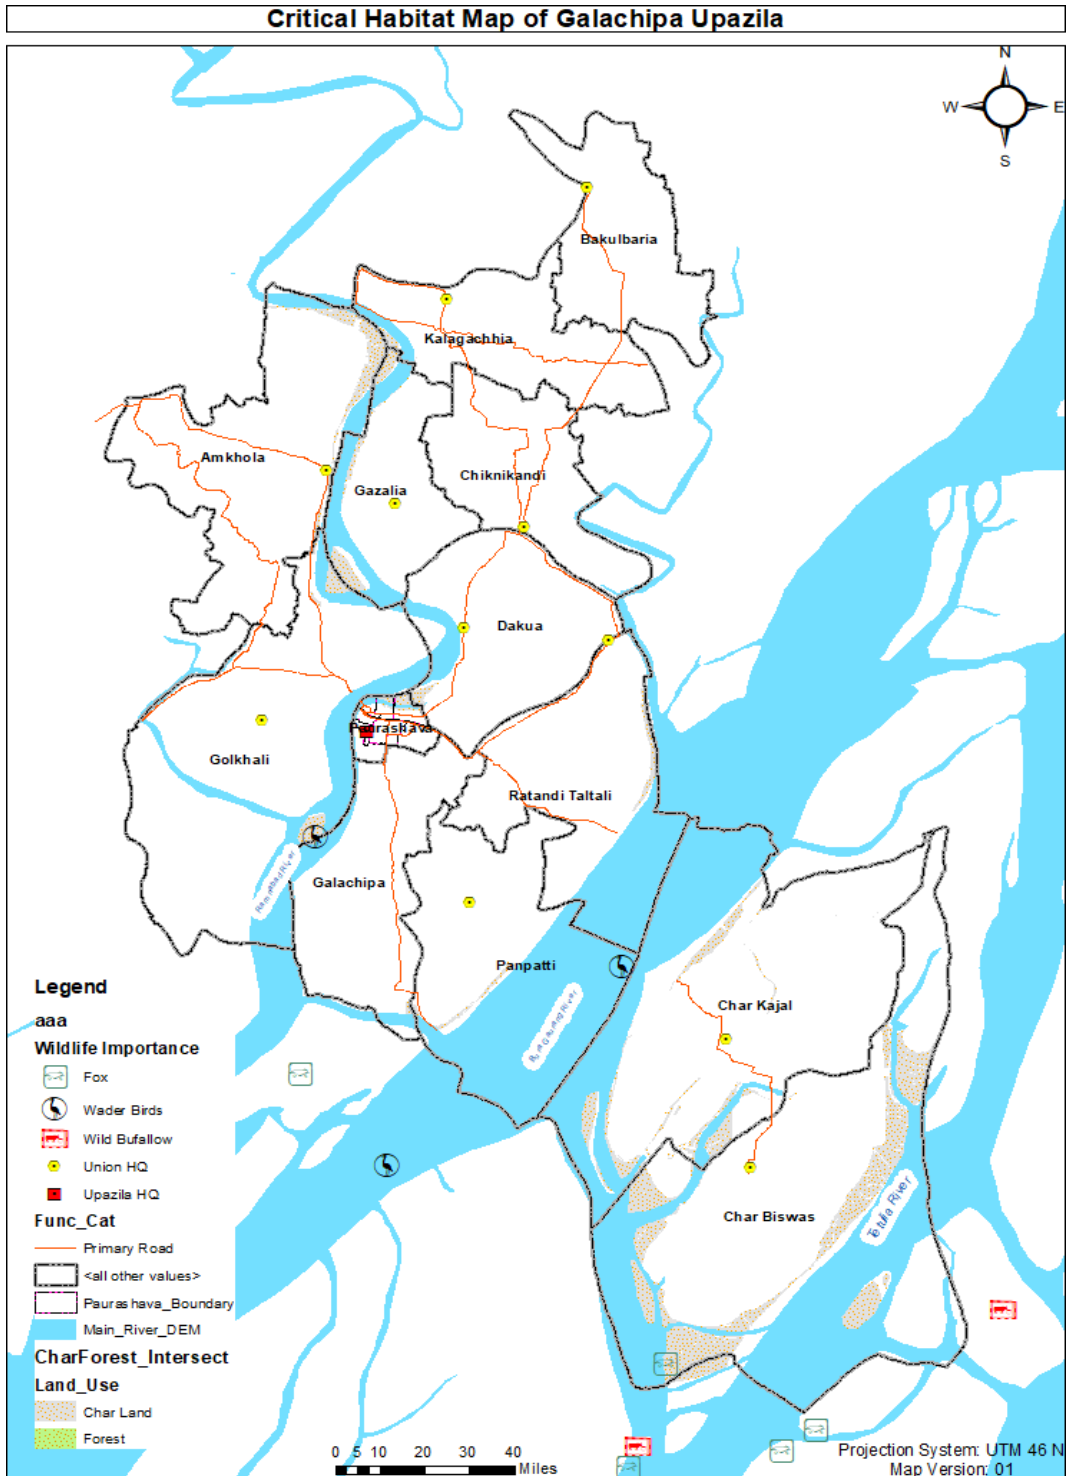 Critical Habitat Map of Galachipa Upazila
N
W
E
S
Bakulbaria
Kalagachhia
Amkhola
Chiknikandi
Gazalia
Dakua
Paurashava
Golkhali
Ratandi Taltali
Galachipa
River
Panpatti
Char Kajal
River
Char Biswas
Tetulia River
Legend
aaa
Wildlife Importance
Fox
Wader Birds
Wild Bufallow
Union HQ
Upazila HQ
Func_Cat
Primary Road
<all other values>
Paurashava_Boundary
Main_River_DEM
CharForest_Intersect
Land_Use
Char Land
Forest
0 5 10 20 30 40
Miles
Projection System: UTM 46 N
Map Version: 01